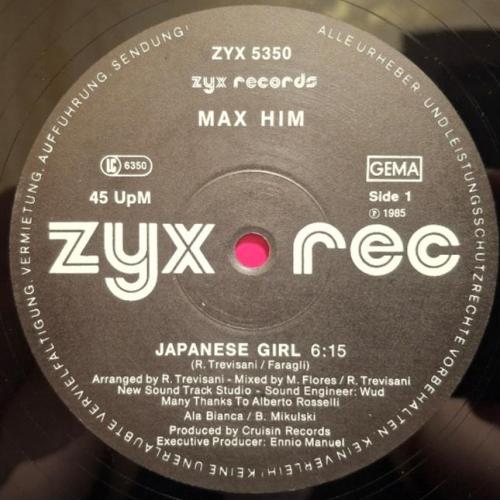 ALLE URHEBER- UND LEISTUNGSSCHUTZRECHTE VORBEHALTEN. KEIN VERLEIH! KEINE UNERLAUBTE VERVIELFÄLTIGUNG, VERMIETUNG, AUFFÜHRUNG, SENDUNG!
ZYX 5350
zyx records
MAX HIM
LC 6350
GEMA
45 UpM
Side 1
Ⓟ 1985
zyx rec
JAPANESE GIRL 6:15
(R. Trevisani / Faragli)
Arranged by R. Trevisani - Mixed by M. Flores / R. Trevisani
New Sound Track Studio - Sound Engineer: Wud
Many Thanks To Alberto Rosselli
Ala Bianca / B. Mikulski
Produced by Cruisin Records
Executive Producer: Ennio Manuel